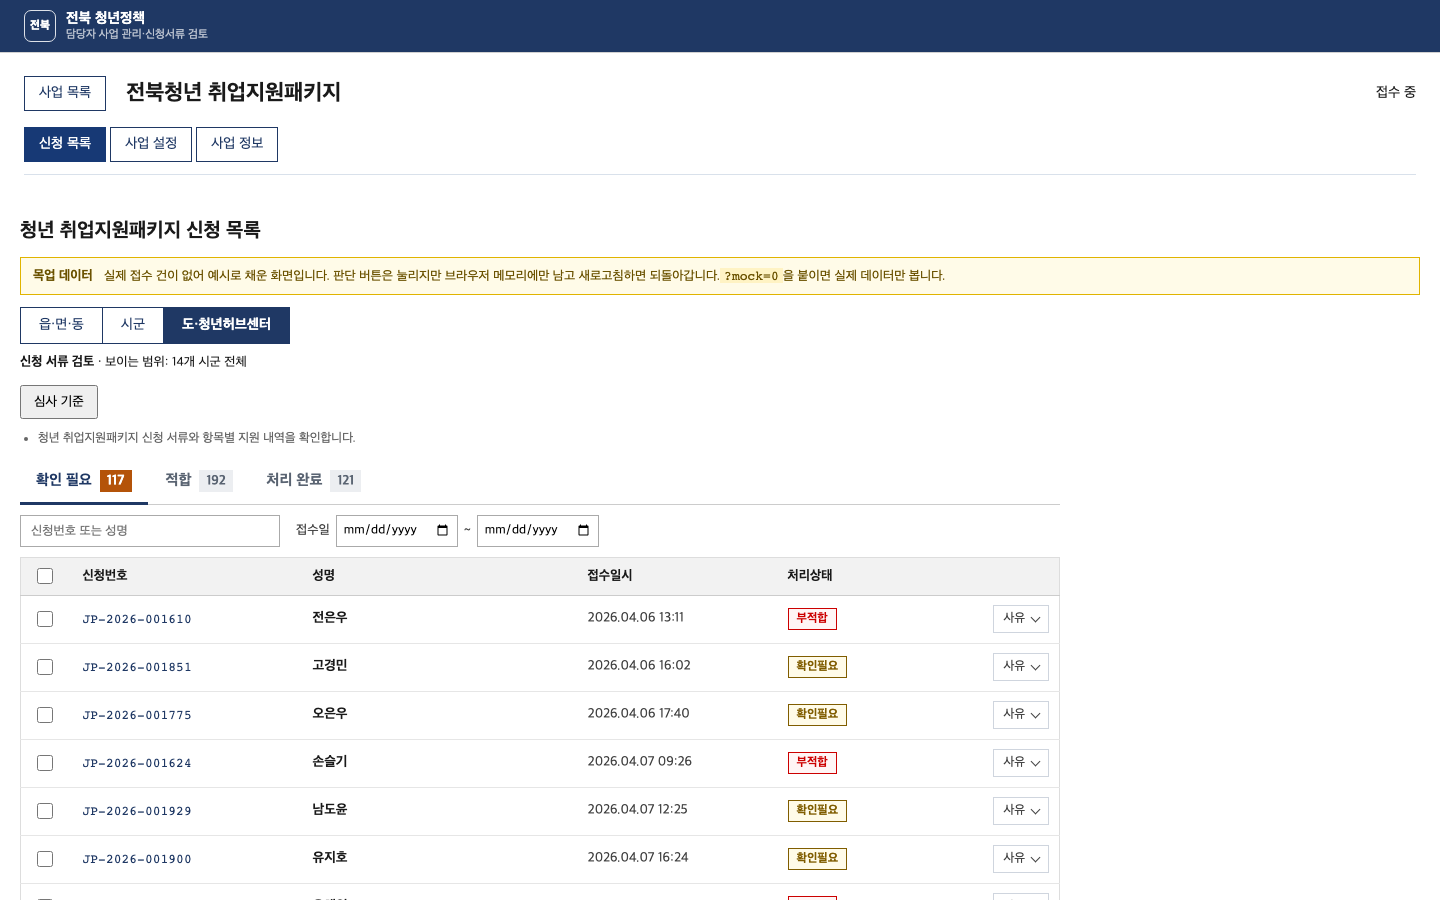 전북
전북 청년정책
담당자 사업 관리·신청서류 검토
사업 목록
전북청년 취업지원패키지
접수 중
신청 목록
사업 설정
사업 정보
청년 취업지원패키지 신청 목록
목업 데이터 실제 접수 건이 없어 예시로 채운 화면입니다. 판단 버튼은 눌리지만 브라우저 메모리에만 남고 새로고침하면 되돌아갑니다. ?mock=0 을 붙이면 실제 데이터만 봅니다.
읍·면·동
시군
도·청년허브센터
신청 서류 검토 · 보이는 범위: 14개 시군 전체
심사 기준
• 청년 취업지원패키지 신청 서류와 항목별 지원 내역을 확인합니다.
확인 필요 117
적합 192
처리 완료 121
신청번호 또는 성명
접수일 mm/dd/yyyy ~ mm/dd/yyyy
신청번호 성명 접수일시 처리상태
JP-2026-001610 전은우 2026.04.06 13:11 부적합 사유
JP-2026-001851 고경민 2026.04.06 16:02 확인필요 사유
JP-2026-001775 오은우 2026.04.06 17:40 확인필요 사유
JP-2026-001624 손슬기 2026.04.07 09:26 부적합 사유
JP-2026-001929 남도윤 2026.04.07 12:25 확인필요 사유
JP-2026-001900 유지호 2026.04.07 16:24 확인필요 사유